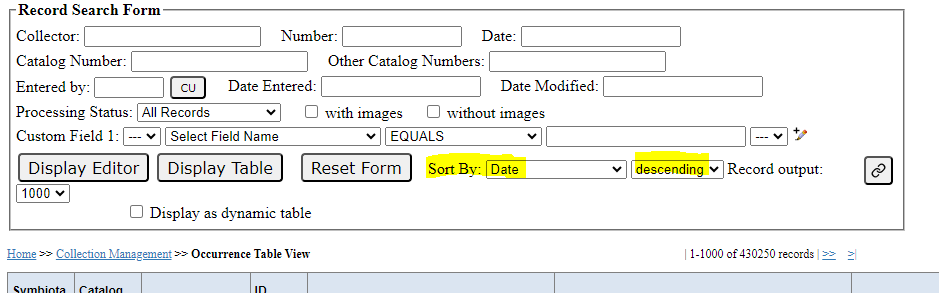 Record Search Form
Collector: Number: Date:
Catalog Number: Other Catalog Numbers:
Entered by: CU Date Entered: Date Modified:
Processing Status: All Records with images without images
Custom Field 1: --- Select Field Name EQUALS ---
Display Editor Display Table Reset Form Sort By: Date descending Record output:
1000
Display as dynamic table
Home >> Collection Management >> Occurrence Table View | 1-1000 of 430250 records | >> >|
Symbiota Catalog ID